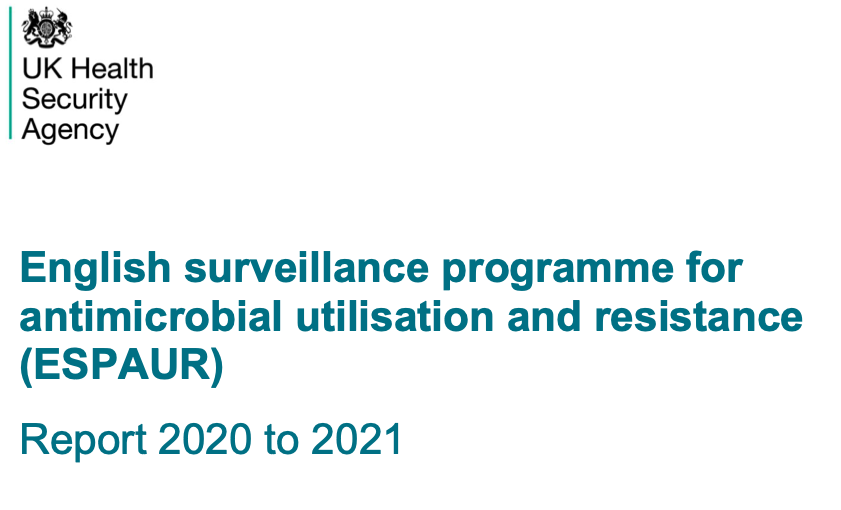 UK Health
Security
Agency
English surveillance programme for
antimicrobial utilisation and resistance
(ESPAUR)
Report 2020 to 2021